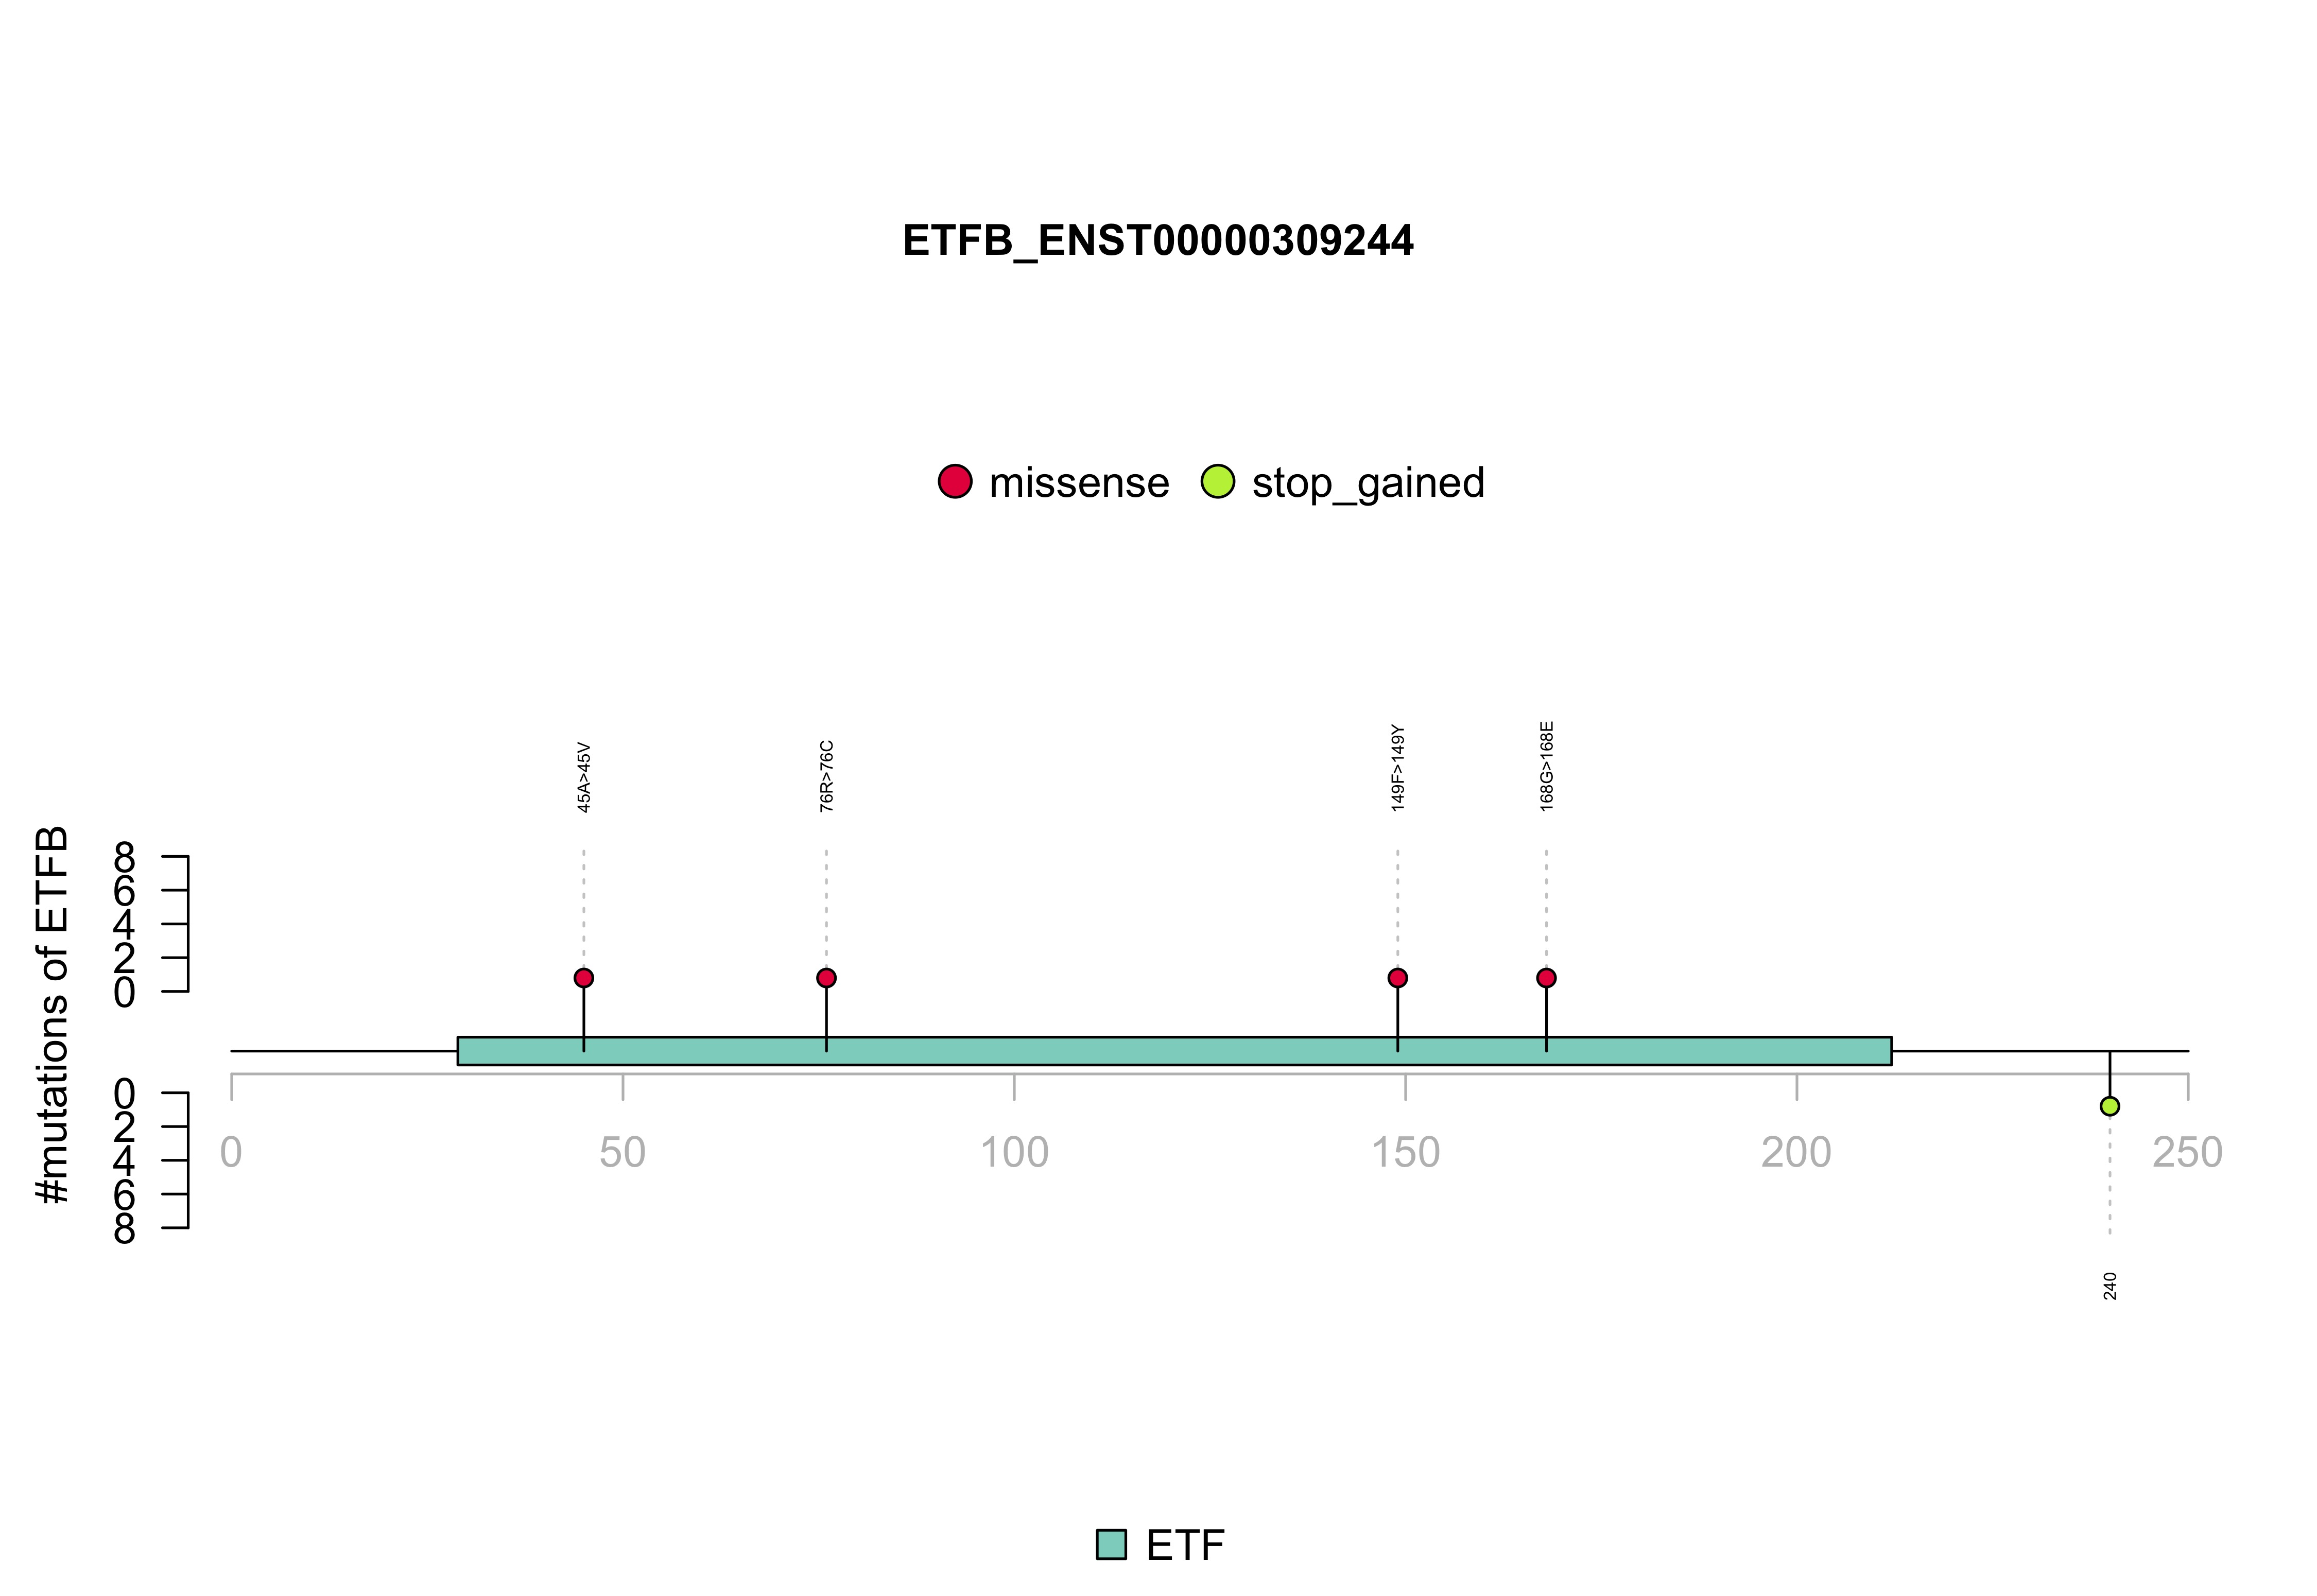 ETFB_ENST00000309244
missense
stop_gained
45A>45V
76R>76C
149F>149Y
168G>168E
#mutations of ETFB
8
6
4
2
0
0
2
4
6
8
0
50
100
150
200
250
240
ETF